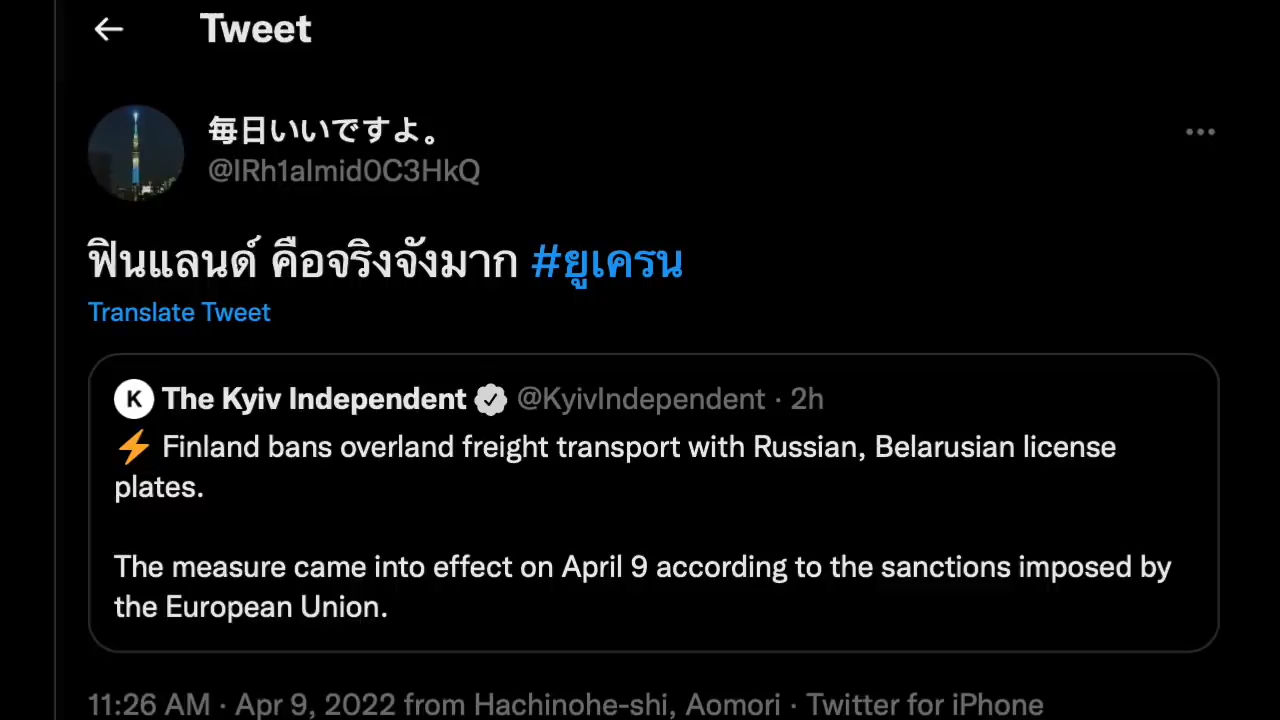 Tweet
毎日いいですよ。
@IRh1aImid0C3HkQ
ฟินแลนด์ คือจริงจังมาก #ยูเครน
Translate Tweet
K The Kyiv Independent @KyivIndependent · 2h
⚡ Finland bans overland freight transport with Russian, Belarusian license
plates.
The measure came into effect on April 9 according to the sanctions imposed by
the European Union.
11:26 AM · Apr 9, 2022 from Hachinohe-shi, Aomori · Twitter for iPhone